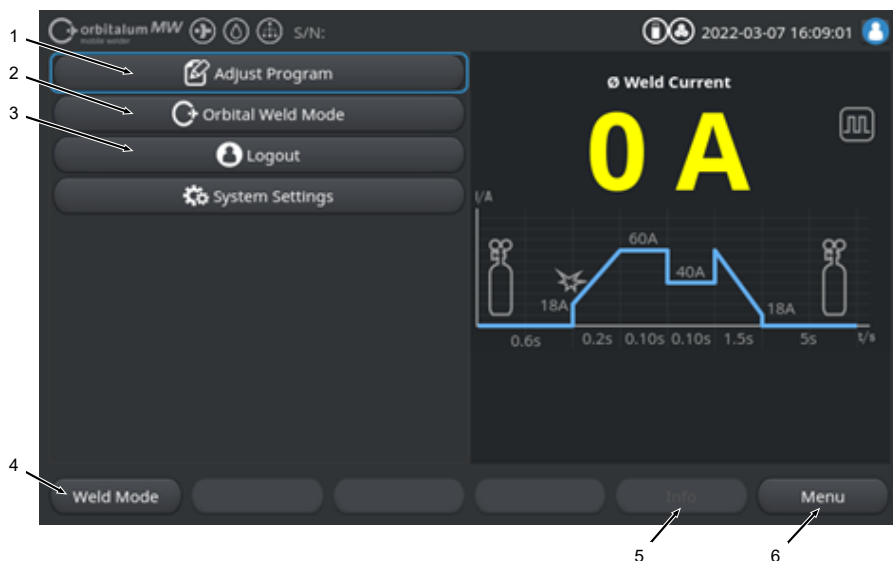 orbitalum MW
mobile welder
S/N:
2022-03-07 16:09:01
1
Adjust Program
2
Orbital Weld Mode
3
Logout
System Settings
Ø Weld Current
0 A
I/A
60A
40A
18A
18A
0.6s 0.2s 0.10s 0.10s 1.5s 5s t/s
4
Weld Mode
Info
Menu
5
6